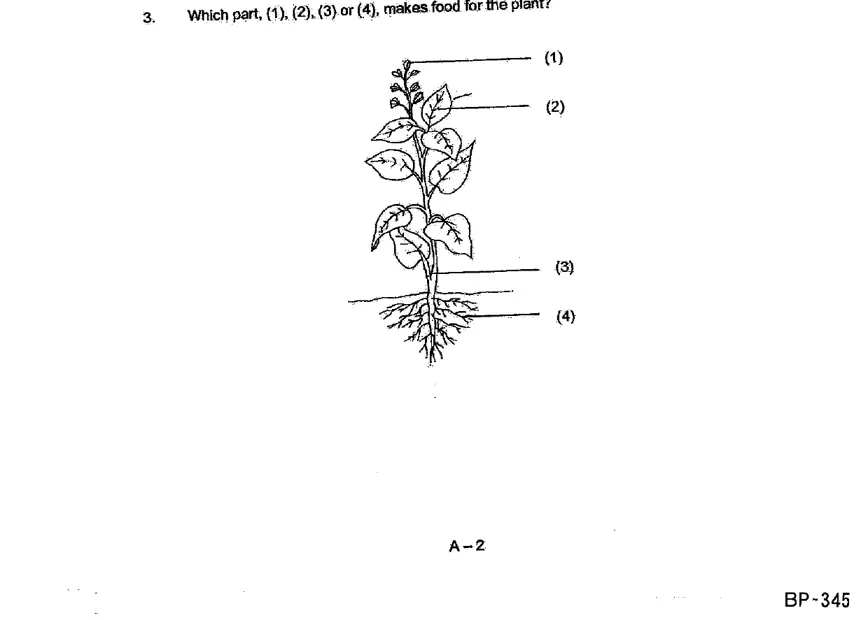 3. Which part, (1), (2), (3) or (4), makes food for the plant?
(1)
(2)
(3)
(4)
A-2
BP-345